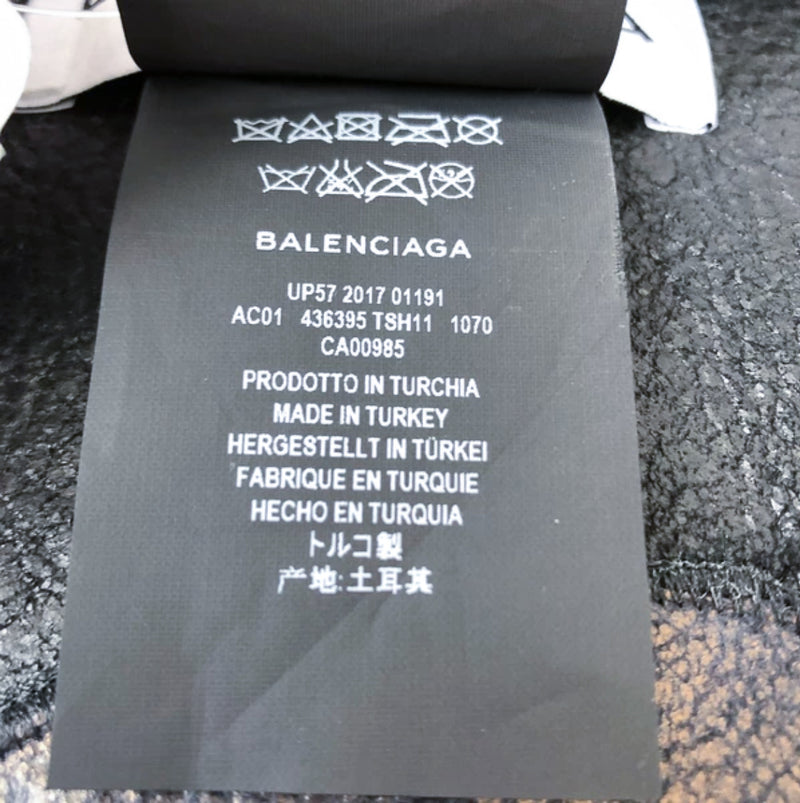 BALENCIAGA
UP57 2017 01191
AC01 436395 TSH11 1070
CA00985
PRODOTTO IN TURCHIA
MADE IN TURKEY
HERGESTELLT IN TÜRKEI
FABRIQUE EN TURQUIE
HECHO EN TURQUIA
トルコ製
产地:土耳其